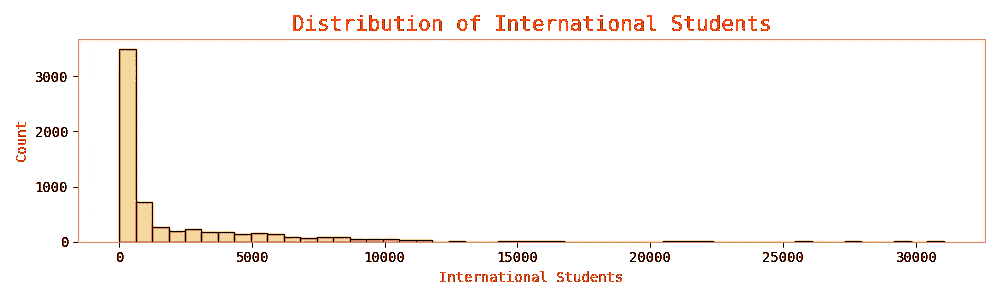 Distribution of International Students
Count
3000
2000
1000
0
0 5000 10000 15000 20000 25000 30000
International Students